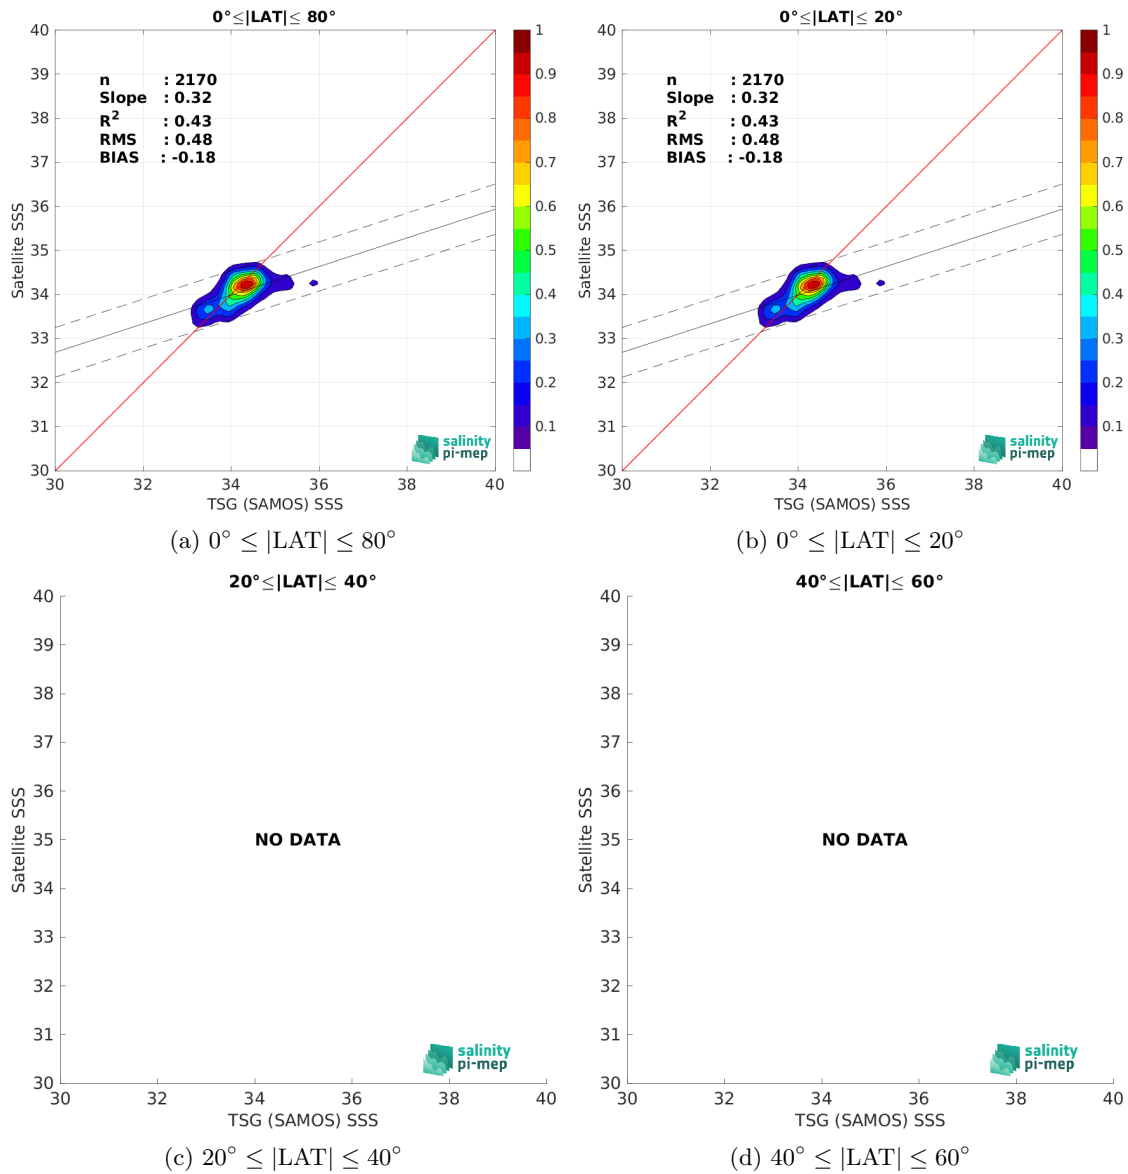 0°≤|LAT|≤ 80°
40
39
38
37
36
35
34
33
32
31
30
Satellite SSS
n : 2170
Slope : 0.32
R² : 0.43
RMS : 0.48
BIAS : -0.18
salinity
pi-mep
30 32 34 36 38 40
TSG (SAMOS) SSS
1
0.9
0.8
0.7
0.6
0.5
0.4
0.3
0.2
0.1
(a) 0° ≤ |LAT| ≤ 80°
0°≤|LAT|≤ 20°
40
39
38
37
36
35
34
33
32
31
30
Satellite SSS
n : 2170
Slope : 0.32
R² : 0.43
RMS : 0.48
BIAS : -0.18
salinity
pi-mep
30 32 34 36 38 40
TSG (SAMOS) SSS
1
0.9
0.8
0.7
0.6
0.5
0.4
0.3
0.2
0.1
(b) 0° ≤ |LAT| ≤ 20°
20°≤|LAT|≤ 40°
40
39
38
37
36
35
34
33
32
31
30
Satellite SSS
NO DATA
salinity
pi-mep
30 32 34 36 38 40
TSG (SAMOS) SSS
(c) 20° ≤ |LAT| ≤ 40°
40°≤|LAT|≤ 60°
40
39
38
37
36
35
34
33
32
31
30
Satellite SSS
NO DATA
salinity
pi-mep
30 32 34 36 38 40
TSG (SAMOS) SSS
(d) 40° ≤ |LAT| ≤ 60°